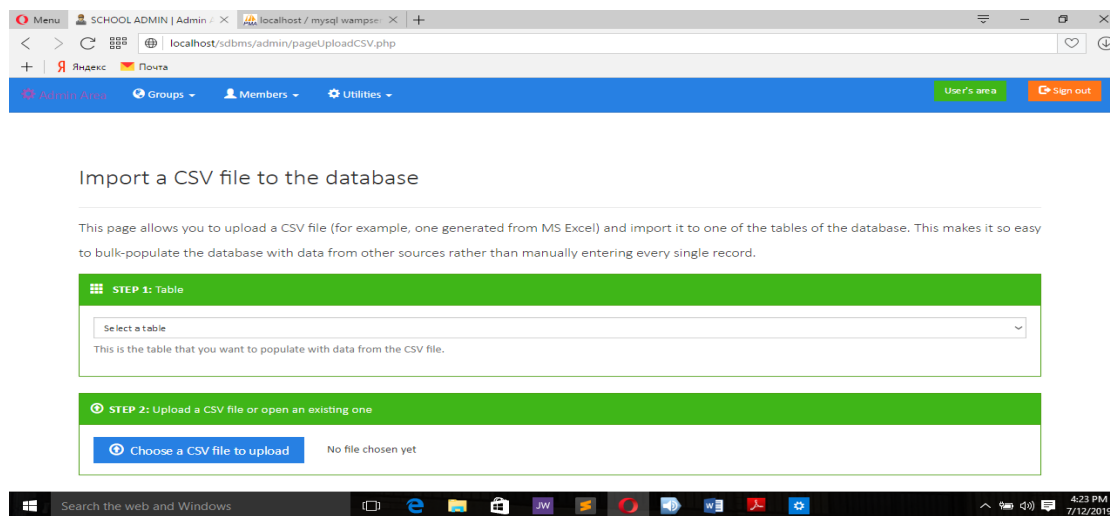 Menu
SCHOOL ADMIN | Admin A
localhost / mysql wampse
localhost/sdbms/admin/pageUploadCSV.php
Яндекс Почта
Admin Area Groups Members Utilities User's area Sign out
Import a CSV file to the database
This page allows you to upload a CSV file (for example, one generated from MS Excel) and import it to one of the tables of the database. This makes it so easy
to bulk-populate the database with data from other sources rather than manually entering every single record.
STEP 1: Table
Select a table
This is the table that you want to populate with data from the CSV file.
STEP 2: Upload a CSV file or open an existing one
Choose a CSV file to upload No file chosen yet
Search the web and Windows
JW
4:23 PM
7/12/2019